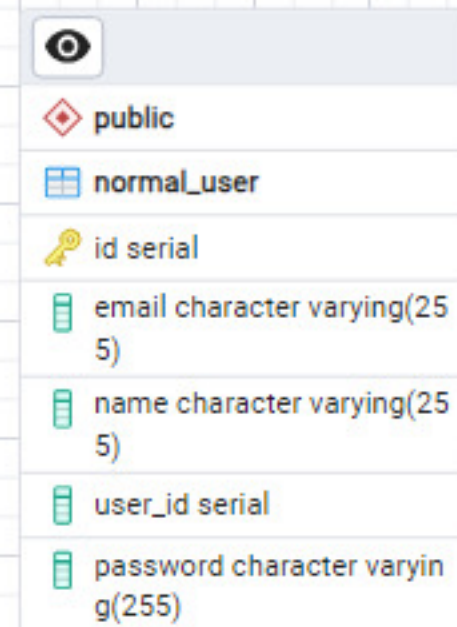 public
normal_user
id serial
email character varying(25
5)
name character varying(25
5)
user_id serial
password character varyin
g(255)